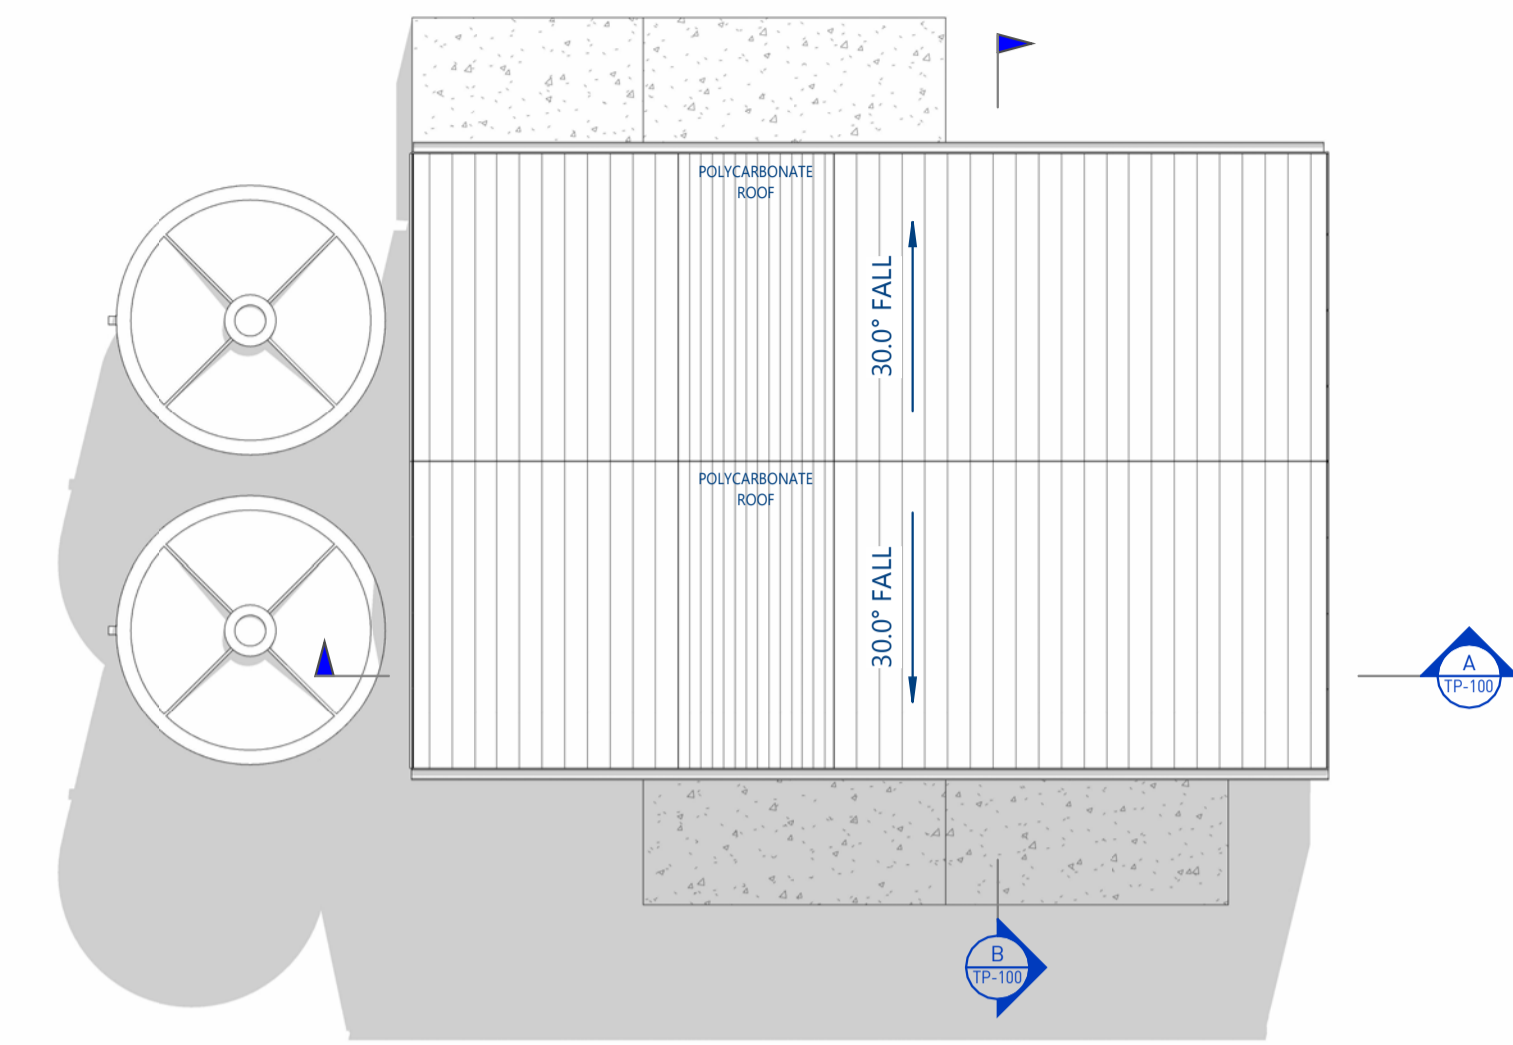 POLYCARBONATE
ROOF
30.0° FALL
POLYCARBONATE
ROOF
30.0° FALL
A
TP-100
B
TP-100